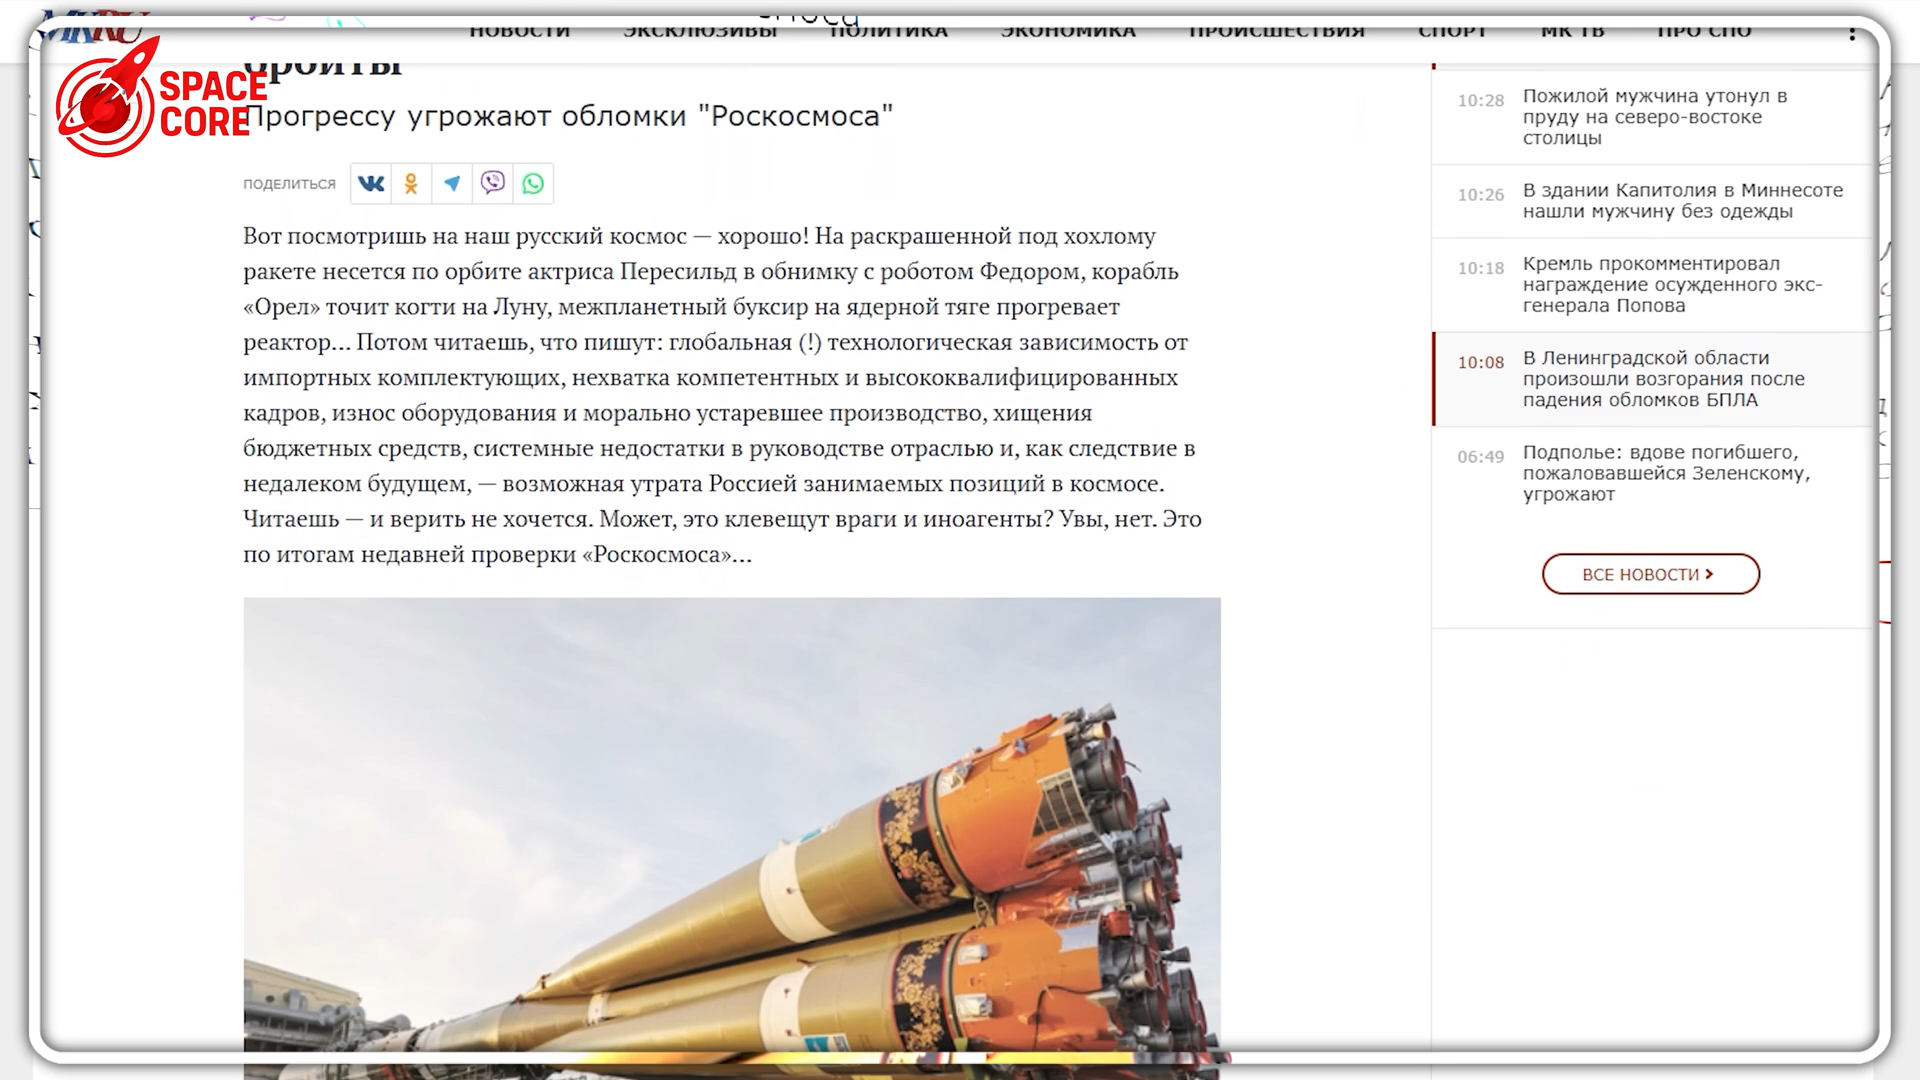 НОВОСТИ ЭКСКЛЮЗИВЫ ПОЛИТИКА ЭКОНОМИКА ПРОИСШЕСТВИЯ СПОРТ МК ТВ ПРО СПО
SPACE
CORE
орбиты
Прогрессу угрожают обломки "Роскосмоса"
ПОДЕЛИТЬСЯ
Вот посмотришь на наш русский космос — хорошо! На раскрашенной под хохлому
ракете несется по орбите актриса Пересильд в обнимку с роботом Федором, корабль
«Орел» точит когти на Луну, межпланетный буксир на ядерной тяге прогревает
реактор... Потом читаешь, что пишут: глобальная (!) технологическая зависимость от
импортных комплектующих, нехватка компетентных и высококвалифицированных
кадров, износ оборудования и морально устаревшее производство, хищения
бюджетных средств, системные недостатки в руководстве отраслью и, как следствие в
недалеком будущем, — возможная утрата Россией занимаемых позиций в космосе.
Читаешь — и верить не хочется. Может, это клевещут враги и иноагенты? Увы, нет. Это
по итогам недавней проверки «Роскосмоса»...
10:28 Пожилой мужчина утонул в
пруду на северо-востоке
столицы
10:26 В здании Капитолия в Миннесоте
нашли мужчину без одежды
10:18 Кремль прокомментировал
награждение осужденного экс-
генерала Попова
10:08 В Ленинградской области
произошли возгорания после
падения обломков БПЛА
06:49 Подполье: вдове погибшего,
пожаловавшейся Зеленскому,
угрожают
ВСЕ НОВОСТИ